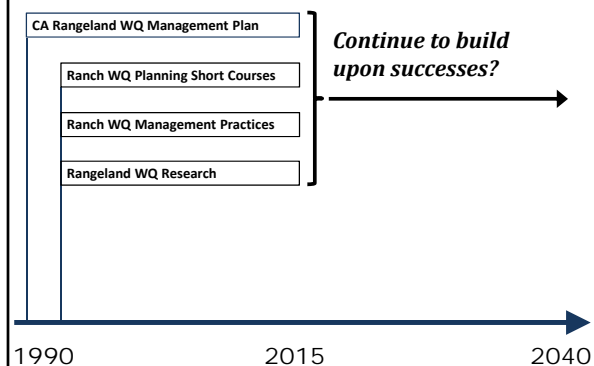 CA Rangeland WQ Management Plan
Continue to build
upon successes?
Ranch WQ Planning Short Courses
Ranch WQ Management Practices
Rangeland WQ Research
1990
2015
2040